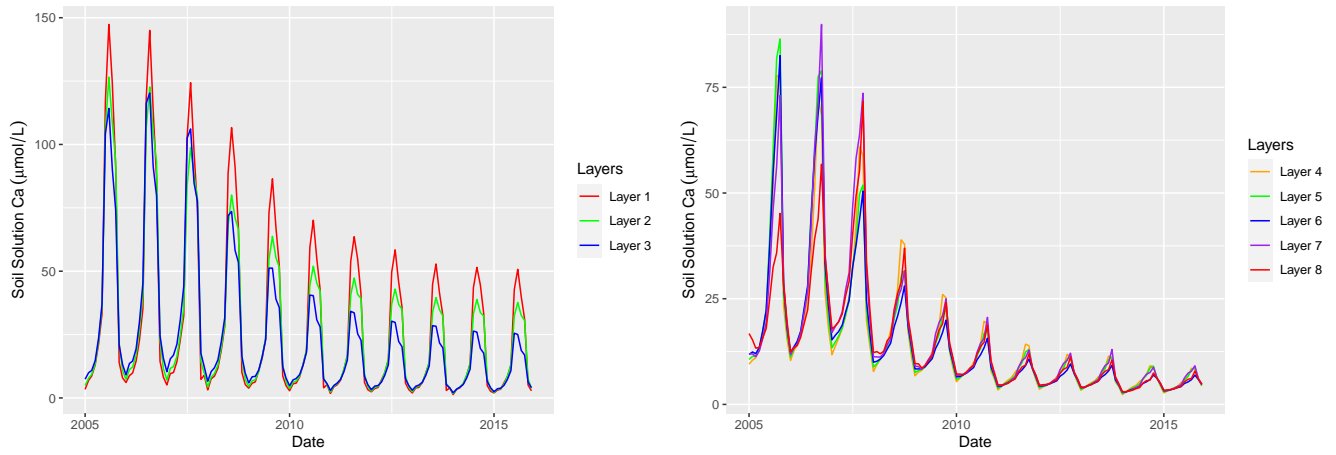 150
100
50
0
Soil Solution Ca (μmol/L)
2005
2010
2015
Date
Layers
Layer 1
Layer 2
Layer 3
75
50
25
0
Soil Solution Ca (μmol/L)
2005
2010
2015
Date
Layers
Layer 4
Layer 5
Layer 6
Layer 7
Layer 8